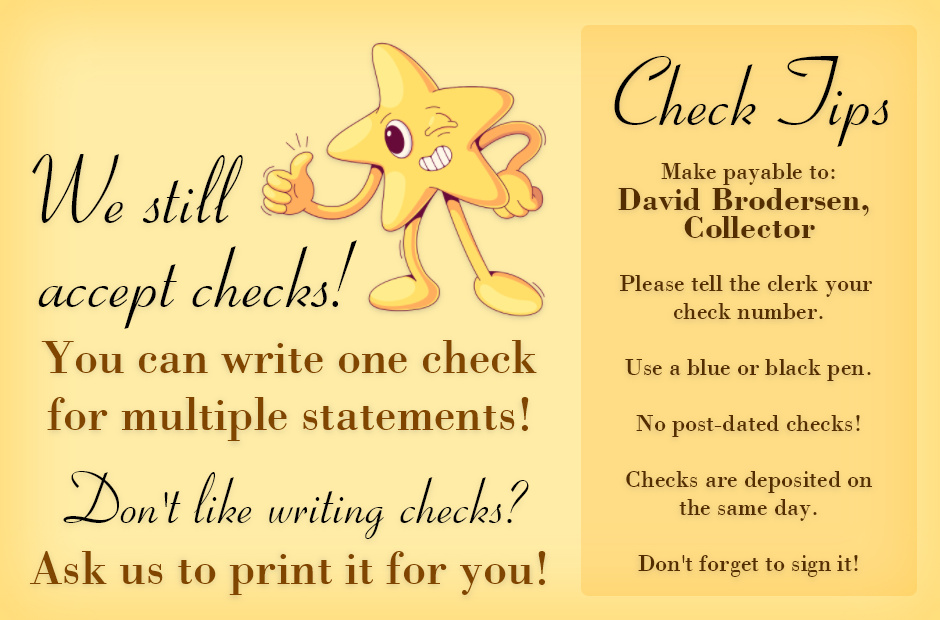 We still
accept checks!
You can write one check
for multiple statements!
Don't like writing checks?
Ask us to print it for you!
Check Tips
Make payable to:
David Brodersen,
Collector
Please tell the clerk your
check number.
Use a blue or black pen.
No post-dated checks!
Checks are deposited on
the same day.
Don't forget to sign it!